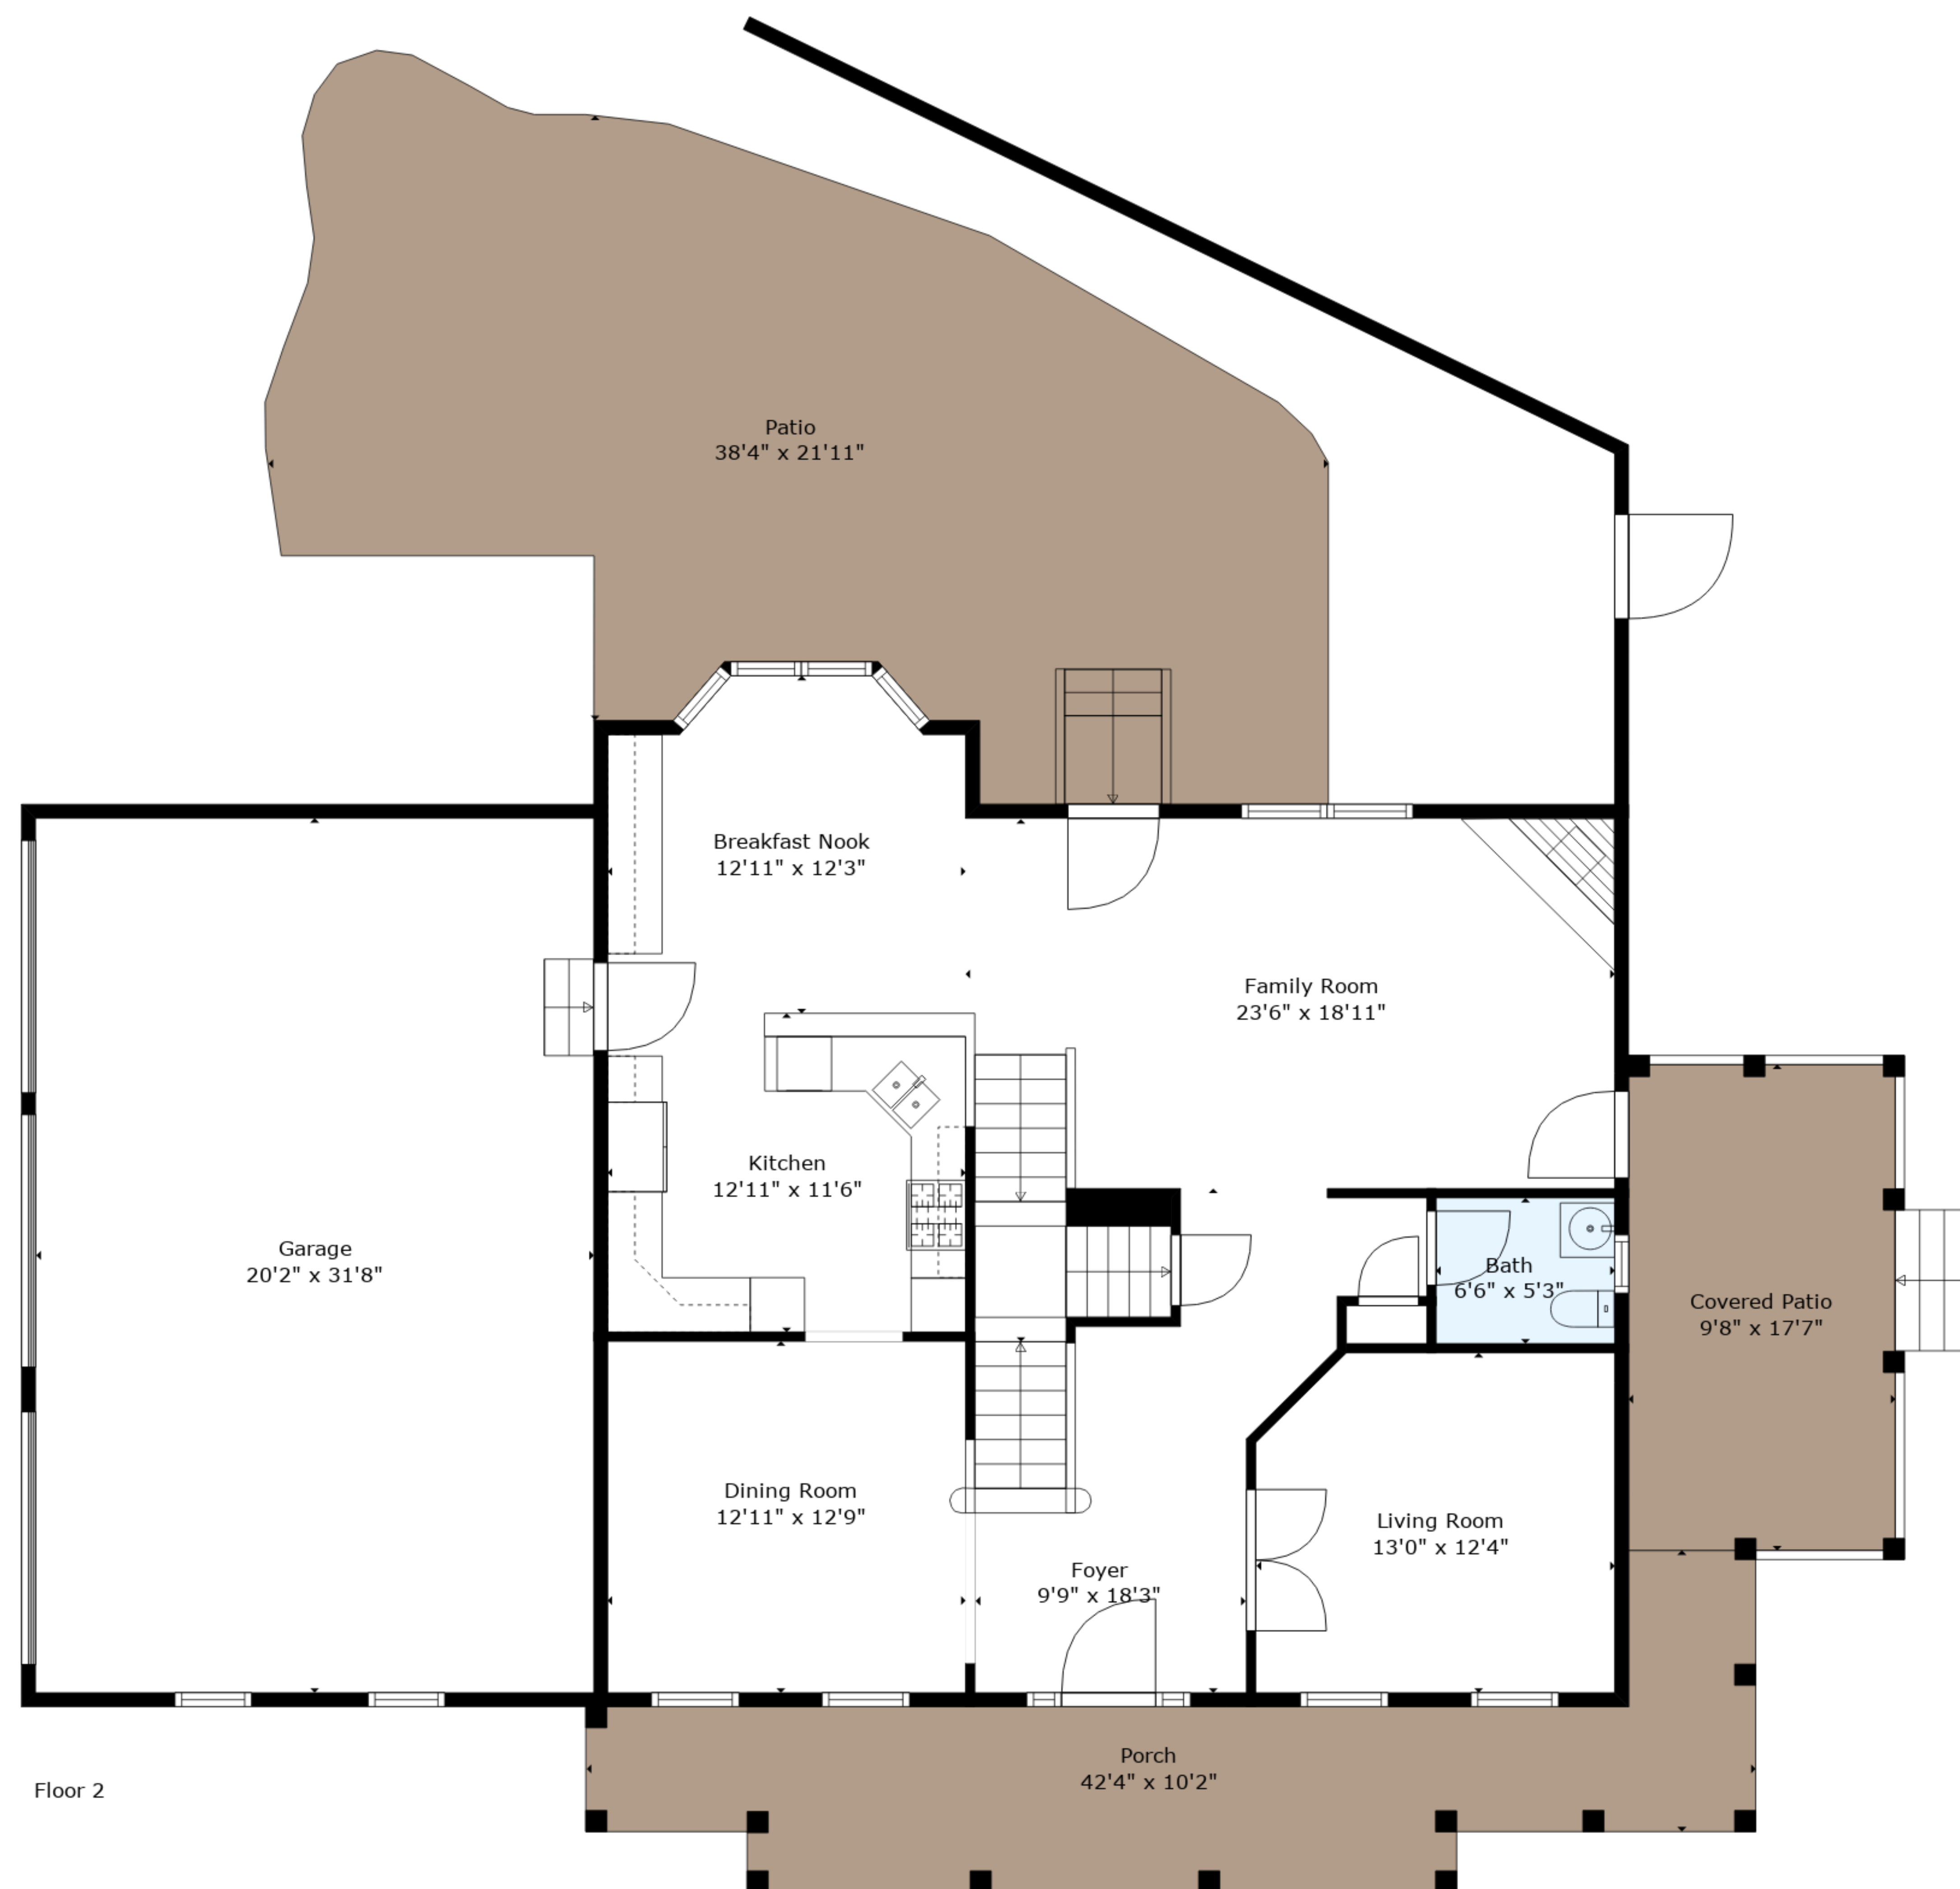 Patio
38'4" x 21'11"
Breakfast Nook
12'11" x 12'3"
Family Room
23'6" x 18'11"
Kitchen
12'11" x 11'6"
Garage
20'2" x 31'8"
Bath
6'6" x 5'3"
Covered Patio
9'8" x 17'7"
Dining Room
12'11" x 12'9"
Living Room
13'0" x 12'4"
Foyer
9'9" x 18'3"
Porch
42'4" x 10'2"
Floor 2